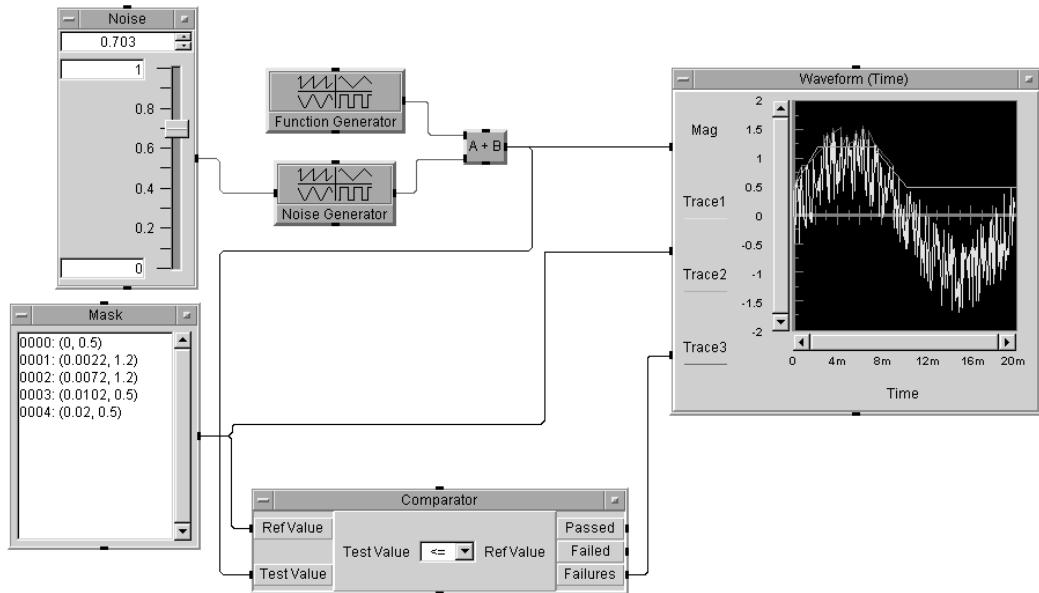 Noise
0.703
1
0.8
0.6
0.4
0.2
0
Function Generator
Noise Generator
A + B
Waveform (Time)
Mag
Trace1
Trace2
Trace3
2
1.5
1
0.5
0
-0.5
-1
-1.5
-2
0 4m 8m 12m 16m 20m
Time
Mask
0000: (0, 0.5)
0001: (0.0022, 1.2)
0002: (0.0072, 1.2)
0003: (0.0102, 0.5)
0004: (0.02, 0.5)
Comparator
Ref Value
Test Value
Test Value <= Ref Value
Passed
Failed
Failures